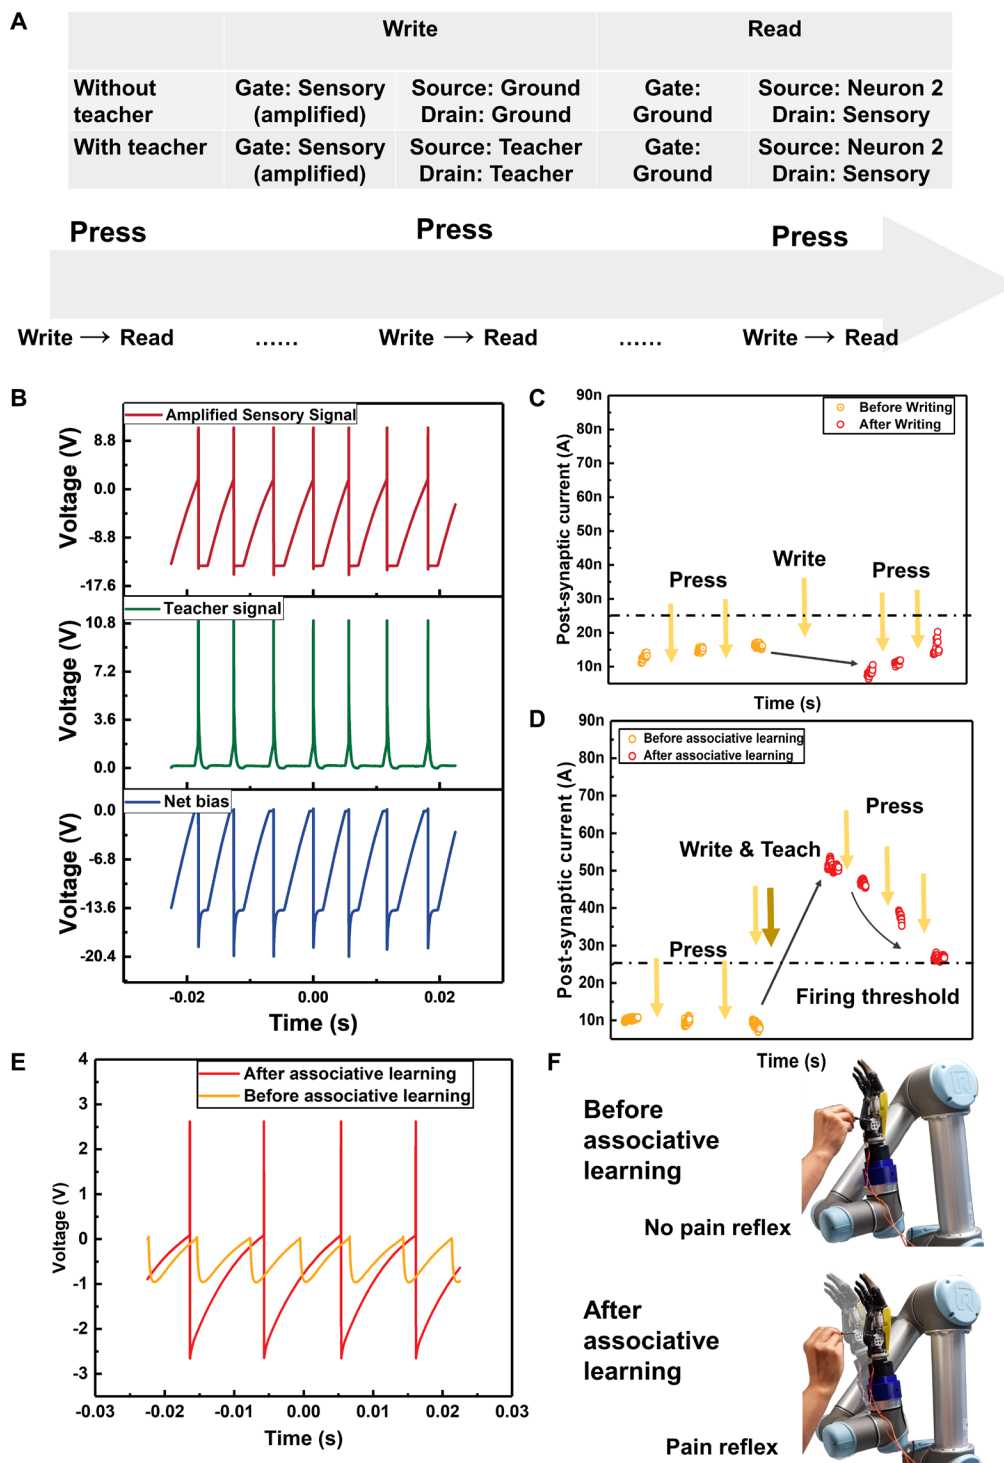 A
Write
Read
Without teacher
Gate: Sensory (amplified)
Source: Ground
Drain: Ground
Gate: Ground
Source: Neuron 2
Drain: Sensory
With teacher
Gate: Sensory (amplified)
Source: Teacher
Drain: Teacher
Gate: Ground
Source: Neuron 2
Drain: Sensory
Press
Press
Press
Write → Read
......
Write → Read
......
Write → Read
B
Amplified Sensory Signal
Voltage (V)
8.8
0.0
-8.8
-17.6
Teacher signal
Voltage (V)
10.8
7.2
3.6
0.0
Net bias
Voltage (V)
0.0
-6.8
-13.6
-20.4
-0.02
0.00
0.02
Time (s)
C
Post-synaptic current (A)
90n
80n
70n
60n
50n
40n
30n
20n
10n
Before Writing
After Writing
Press
Write
Press
Time (s)
D
Post-synaptic current (A)
90n
80n
70n
60n
50n
40n
30n
20n
10n
Before associative learning
After associative learning
Press
Write & Teach
Press
Firing threshold
Time (s)
E
Voltage (V)
4
3
2
1
0
-1
-2
-3
After associative learning
Before associative learning
-0.03
-0.02
-0.01
0.00
0.01
0.02
0.03
Time (s)
F
Before
associative
learning
No pain reflex
After
associative
learning
Pain reflex